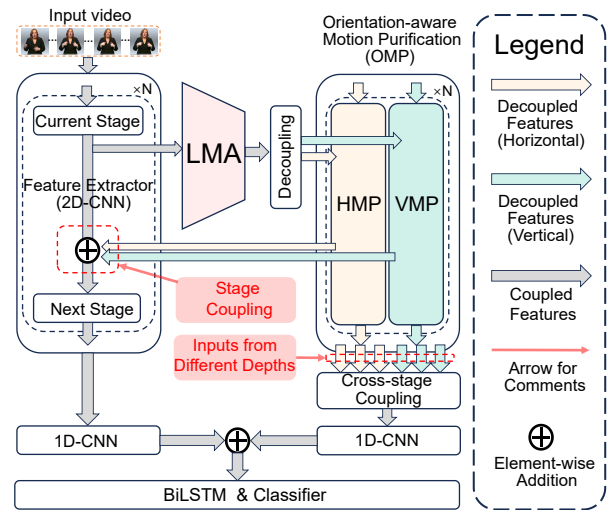 Input video
Orientation-aware
Motion Purification
(OMP)
×N
×N
Current Stage
LMA
Decoupling
HMP
VMP
Feature Extractor
(2D-CNN)
Stage
Coupling
Next Stage
Inputs from
Different Depths
Cross-stage
Coupling
1D-CNN
1D-CNN
BiLSTM & Classifier
Legend
Decoupled
Features
(Horizontal)
Decoupled
Features
(Vertical)
Coupled
Features
Arrow for
Comments
Element-wise
Addition